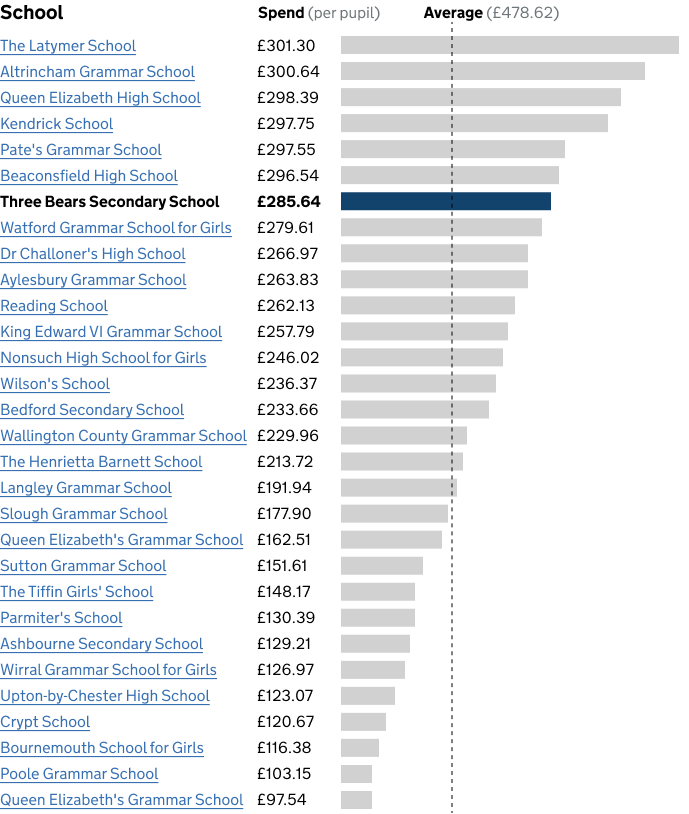 School Spend (per pupil) Average (£478.62)
The Latymer School £301.30
Altrincham Grammar School £300.64
Queen Elizabeth High School £298.39
Kendrick School £297.75
Pate's Grammar School £297.55
Beaconsfield High School £296.54
Three Bears Secondary School £285.64
Watford Grammar School for Girls £279.61
Dr Challoner's High School £266.97
Aylesbury Grammar School £263.83
Reading School £262.13
King Edward VI Grammar School £257.79
Nonsuch High School for Girls £246.02
Wilson's School £236.37
Bedford Secondary School £233.66
Wallington County Grammar School £229.96
The Henrietta Barnett School £213.72
Langley Grammar School £191.94
Slough Grammar School £177.90
Queen Elizabeth's Grammar School £162.51
Sutton Grammar School £151.61
The Tiffin Girls' School £148.17
Parmiter's School £130.39
Ashbourne Secondary School £129.21
Wirral Grammar School for Girls £126.97
Upton-by-Chester High School £123.07
Crypt School £120.67
Bournemouth School for Girls £116.38
Poole Grammar School £103.15
Queen Elizabeth's Grammar School £97.54